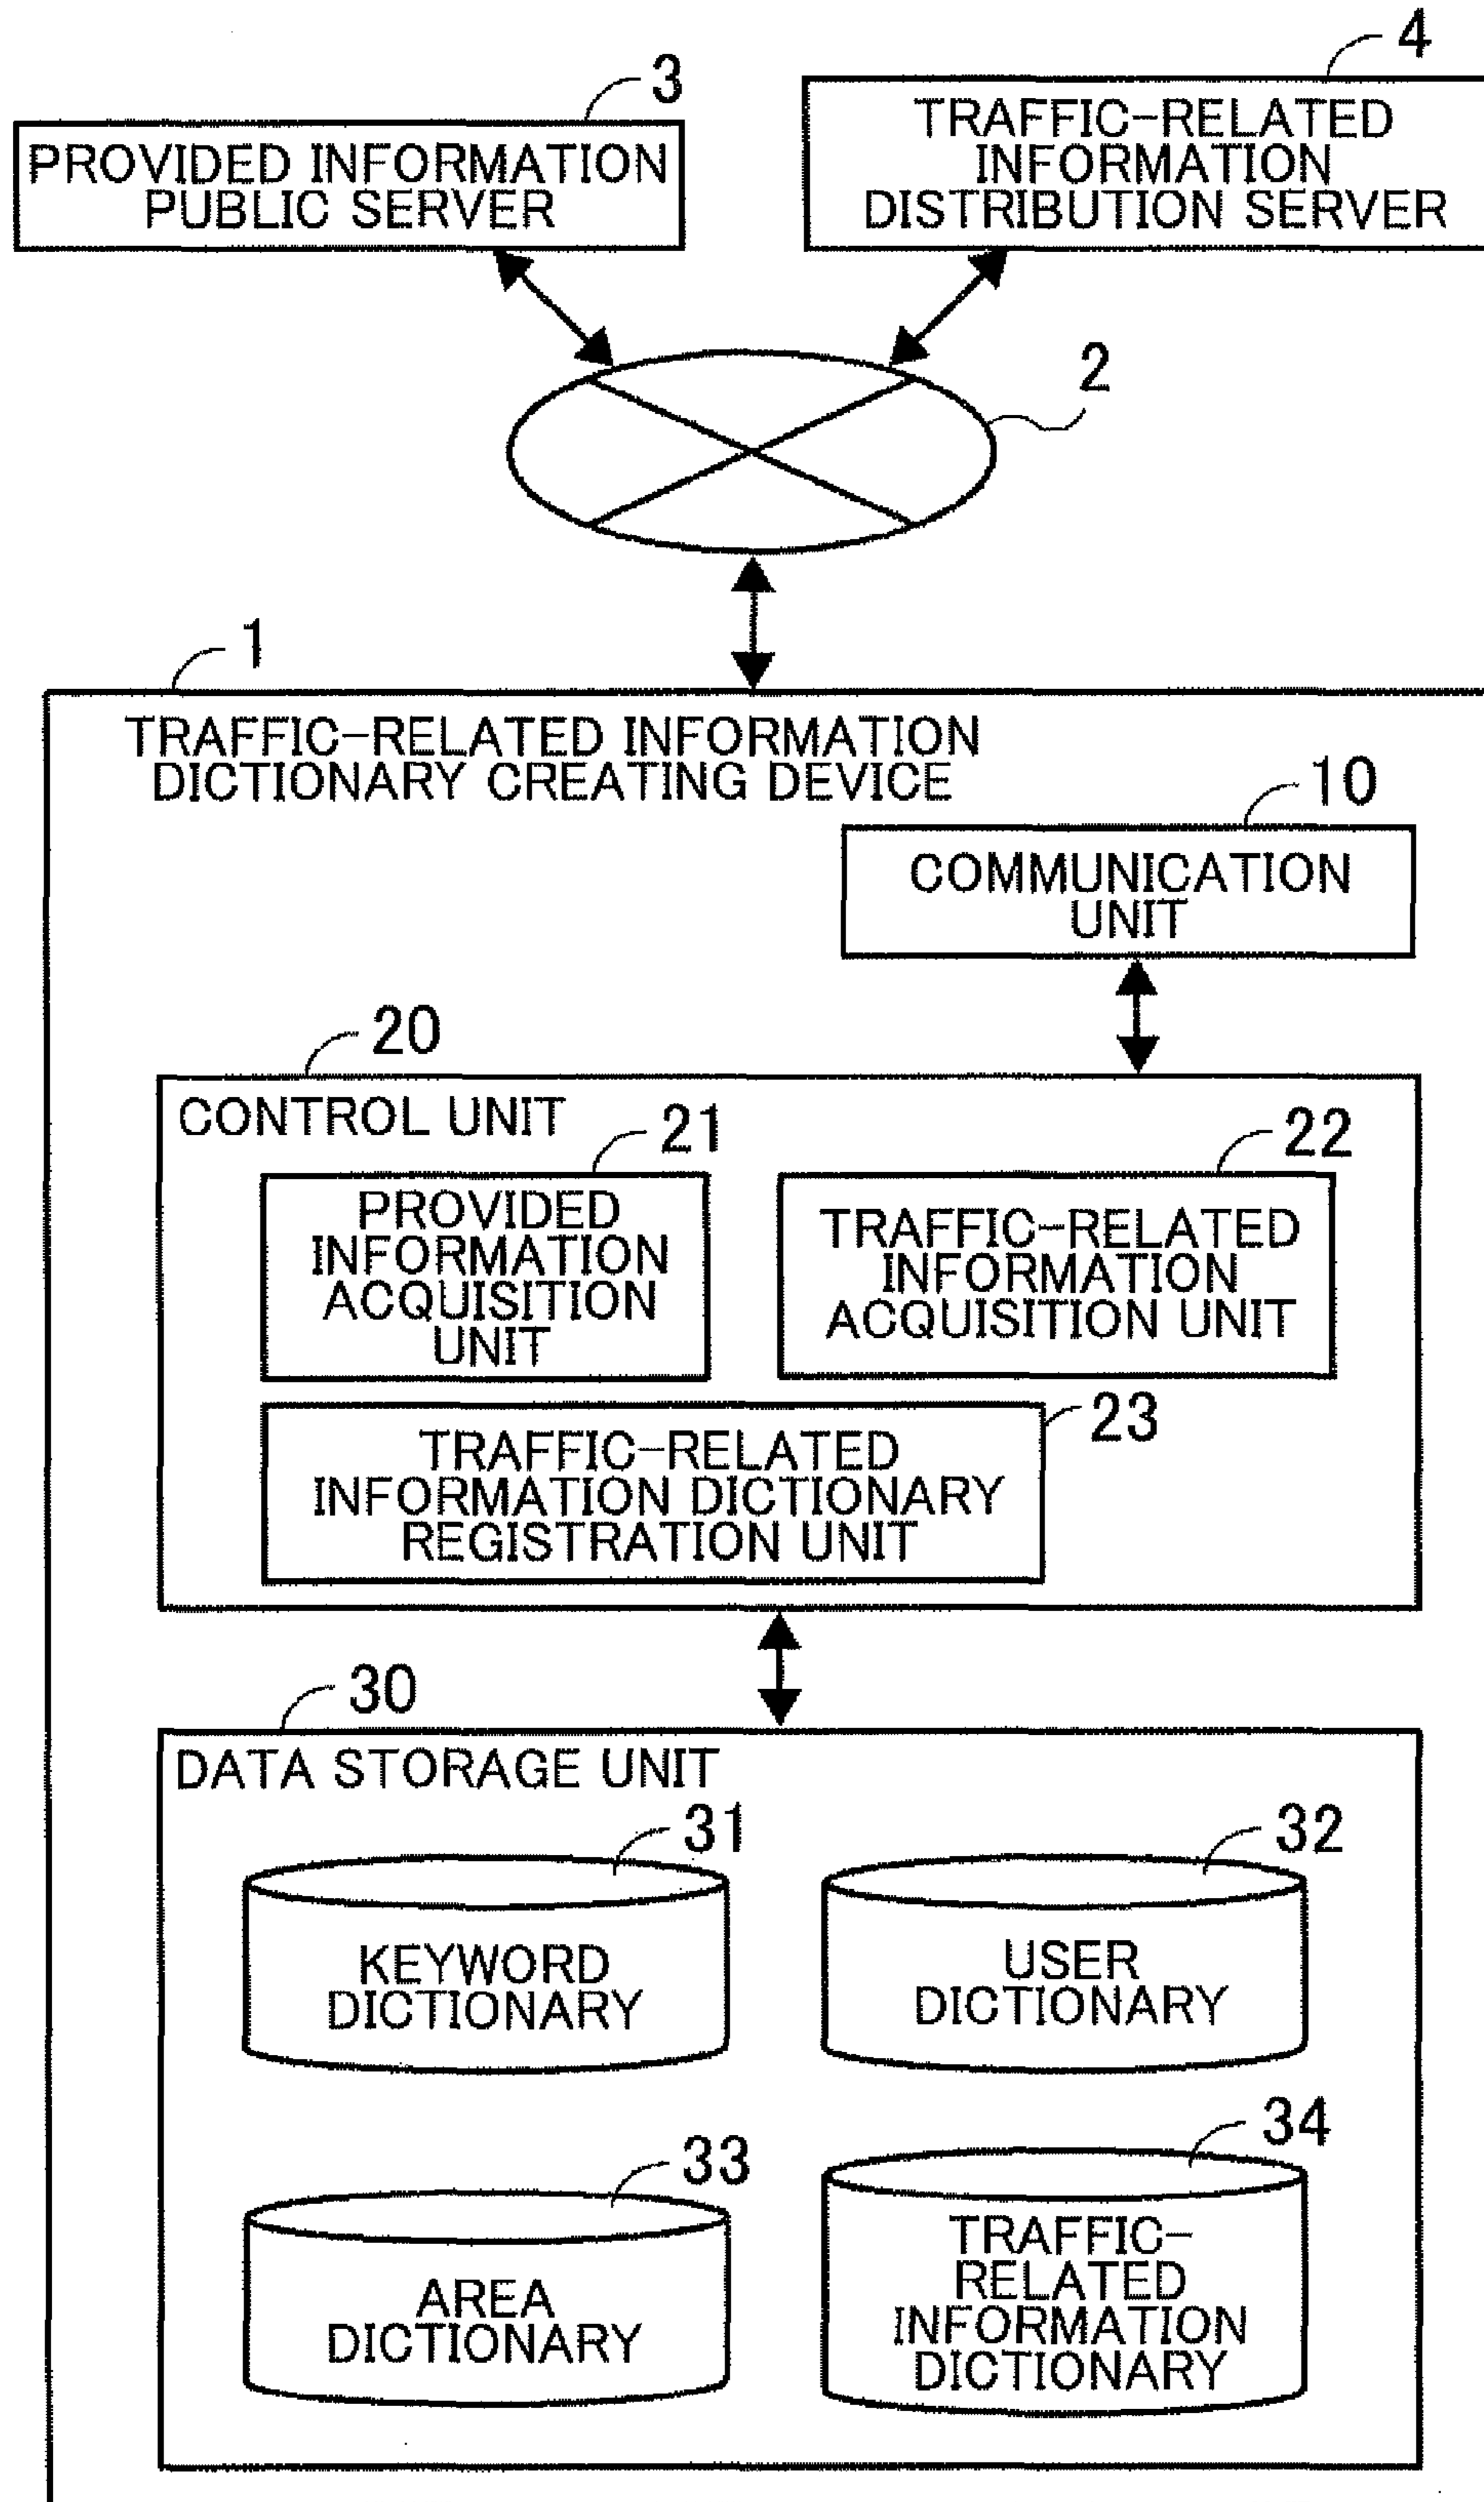 3
PROVIDED INFORMATION
PUBLIC SERVER
4
TRAFFIC-RELATED
INFORMATION
DISTRIBUTION SERVER
2
1
TRAFFIC-RELATED INFORMATION
DICTIONARY CREATING DEVICE
10
COMMUNICATION
UNIT
20
CONTROL UNIT
21
PROVIDED
INFORMATION
ACQUISITION
UNIT
22
TRAFFIC-RELATED
INFORMATION
ACQUISITION UNIT
23
TRAFFIC-RELATED
INFORMATION DICTIONARY
REGISTRATION UNIT
30
DATA STORAGE UNIT
31
KEYWORD
DICTIONARY
32
USER
DICTIONARY
33
AREA
DICTIONARY
34
TRAFFIC-
RELATED
INFORMATION
DICTIONARY